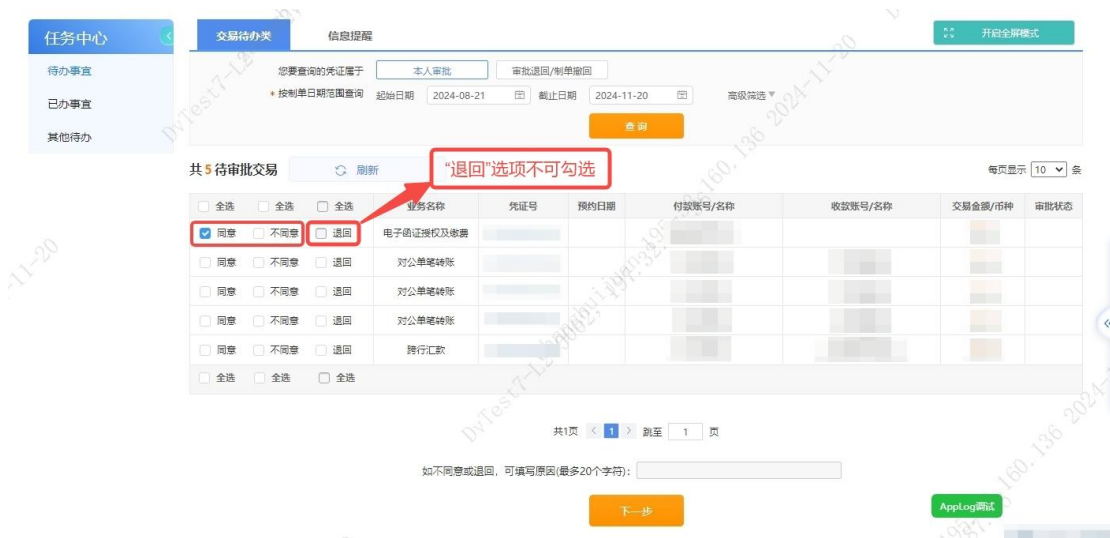 任务中心
交易待办类 信息提醒
开启全屏模式
待办事宜
已办事宜
其他待办
您要查询的凭证属于 本人审批 审批退回/制单撤回
* 按制单日期范围查询 起始日期 2024-08-21 截止日期 2024-11-20 高级筛选
查询
共5待审批交易 刷新
“退回”选项不可勾选
每页显示 10 条
全选 全选 全选 业务名称 凭证号 预约日期 付款账号/名称 收款账号/名称 交易金额/币种 审批状态
同意 不同意 退回 电子函证授权及缴费
同意 不同意 退回 对公单笔转账
同意 不同意 退回 对公单笔转账
同意 不同意 退回 对公单笔转账
同意 不同意 退回 跨行汇款
全选 全选 全选
共1页 < 1 > 跳至 1 页
如不同意或退回，可填写原因(最多20个字符):
下一步
AppLog调试